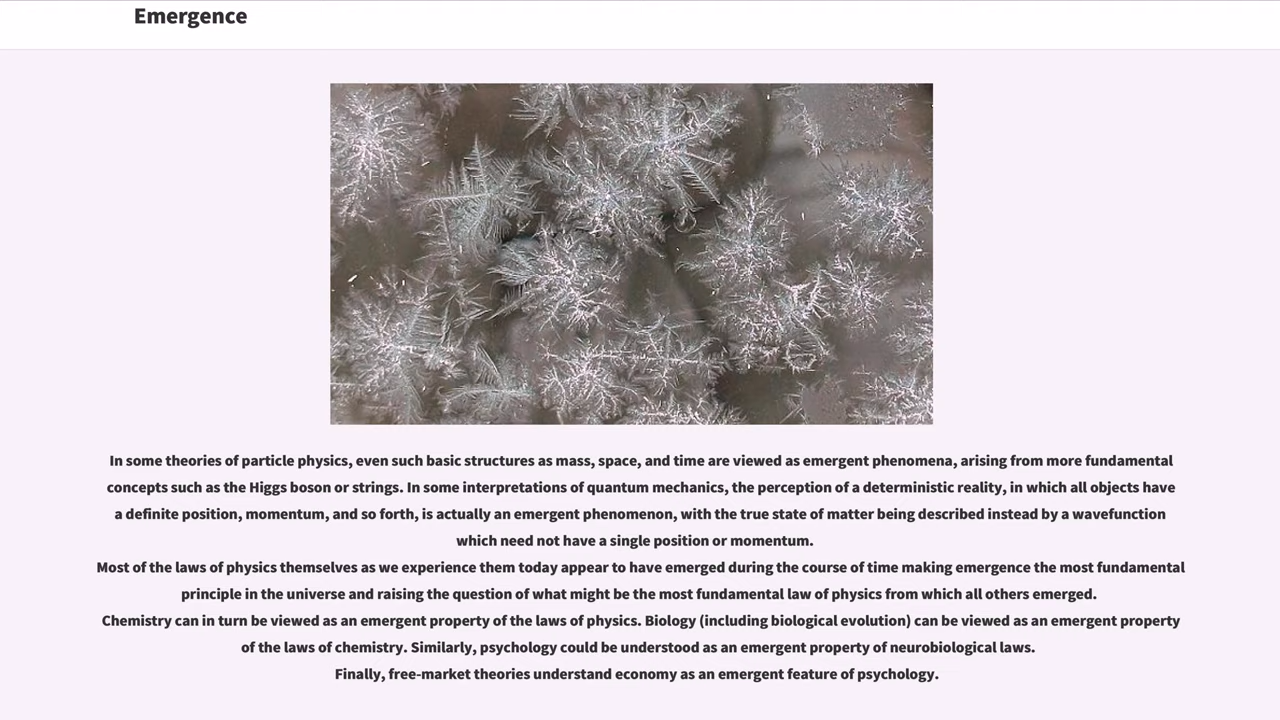 Emergence
In some theories of particle physics, even such basic structures as mass, space, and time are viewed as emergent phenomena, arising from more fundamental
concepts such as the Higgs boson or strings. In some interpretations of quantum mechanics, the perception of a deterministic reality, in which all objects have
a definite position, momentum, and so forth, is actually an emergent phenomenon, with the true state of matter being described instead by a wavefunction
which need not have a single position or momentum.
Most of the laws of physics themselves as we experience them today appear to have emerged during the course of time making emergence the most fundamental
principle in the universe and raising the question of what might be the most fundamental law of physics from which all others emerged.
Chemistry can in turn be viewed as an emergent property of the laws of physics. Biology (including biological evolution) can be viewed as an emergent property
of the laws of chemistry. Similarly, psychology could be understood as an emergent property of neurobiological laws.
Finally, free-market theories understand economy as an emergent feature of psychology.